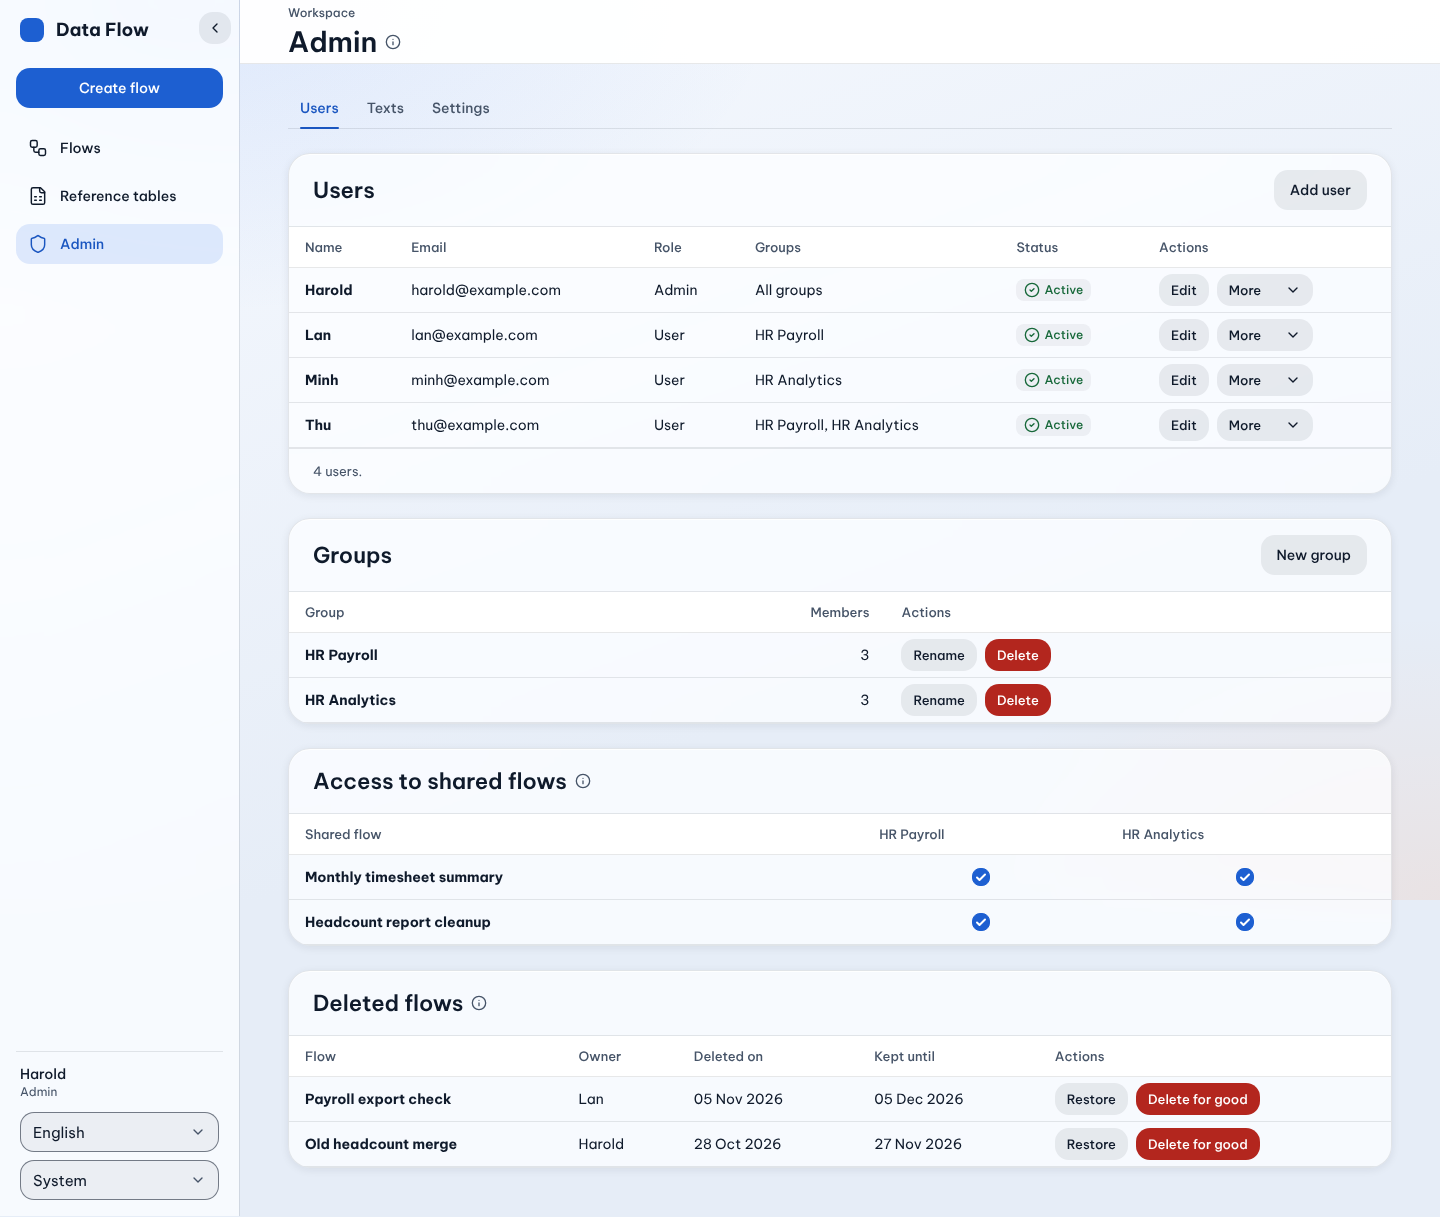 Data Flow
Create flow
Flows
Reference tables
Admin
Harold
Admin
English
System
Workspace
Admin
Users Texts Settings
Users Add user
Name Email Role Groups Status Actions
Harold harold@example.com Admin All groups Active Edit More
Lan lan@example.com User HR Payroll Active Edit More
Minh minh@example.com User HR Analytics Active Edit More
Thu thu@example.com User HR Payroll, HR Analytics Active Edit More
4 users.
Groups New group
Group Members Actions
HR Payroll 3 Rename Delete
HR Analytics 3 Rename Delete
Access to shared flows
Shared flow HR Payroll HR Analytics
Monthly timesheet summary
Headcount report cleanup
Deleted flows
Flow Owner Deleted on Kept until Actions
Payroll export check Lan 05 Nov 2026 05 Dec 2026 Restore Delete for good
Old headcount merge Harold 28 Oct 2026 27 Nov 2026 Restore Delete for good